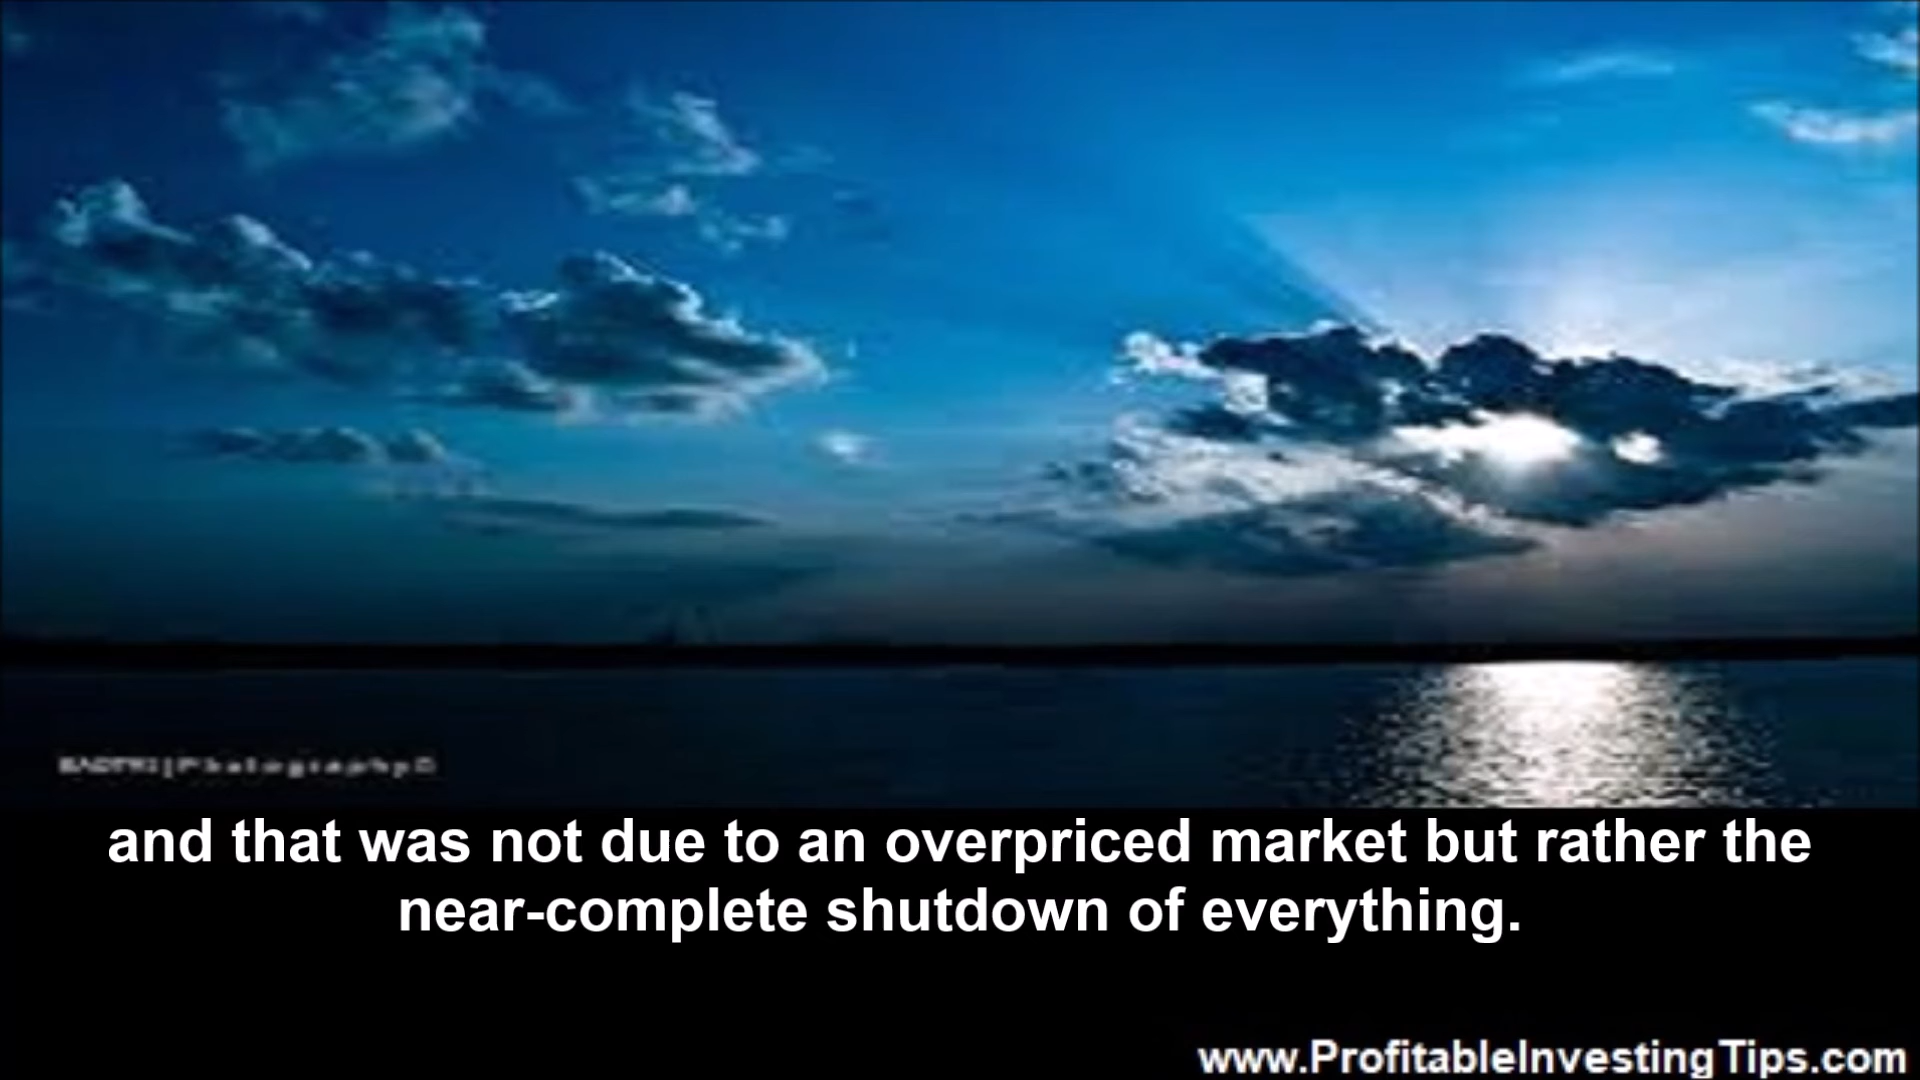 and that was not due to an overpriced market but rather the
near-complete shutdown of everything.
www.ProfitableInvestingTips.com